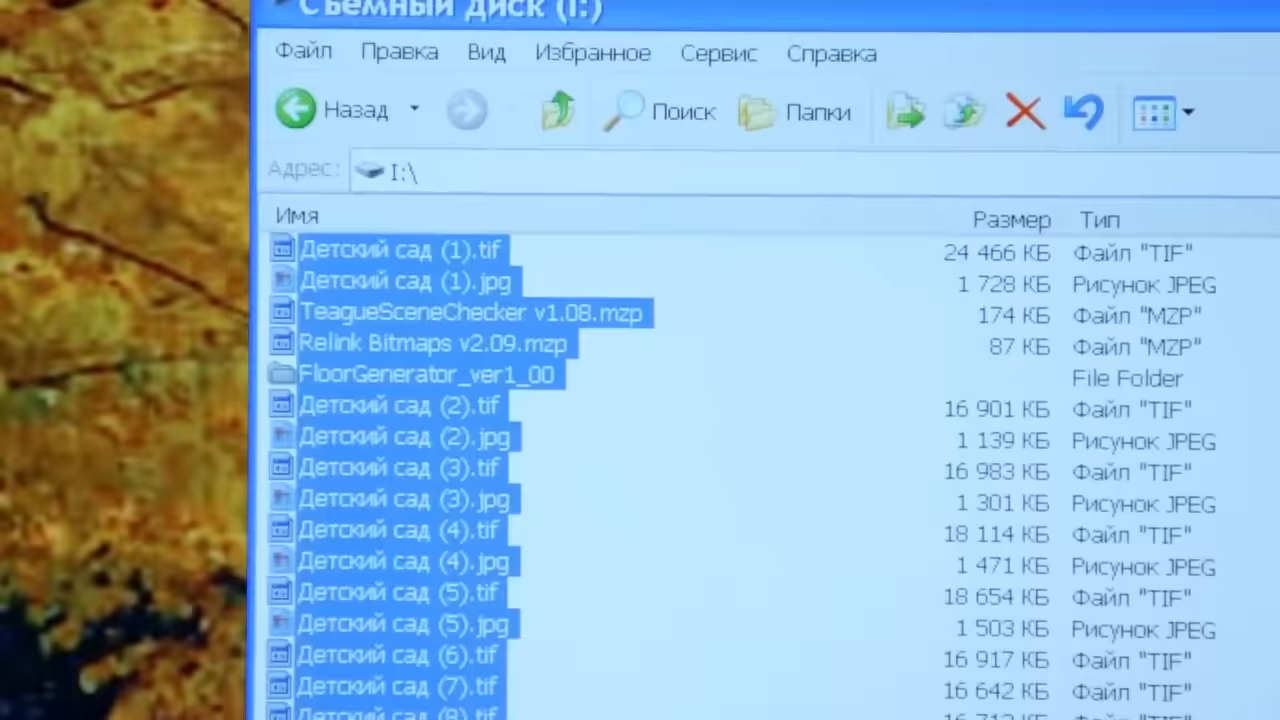 Съемный диск (I:)
Файл Правка Вид Избранное Сервис Справка
Назад Поиск Папки
Адрес: I:\
Имя Размер Тип
Детский сад (1).tif 24 466 КБ Файл "TIF"
Детский сад (1).jpg 1 728 КБ Рисунок JPEG
TeagueSceneChecker v1.08.mzp 174 КБ Файл "MZP"
Relink Bitmaps v2.09.mzp 87 КБ Файл "MZP"
FloorGenerator_ver1_00 File Folder
Детский сад (2).tif 16 901 КБ Файл "TIF"
Детский сад (2).jpg 1 139 КБ Рисунок JPEG
Детский сад (3).tif 16 983 КБ Файл "TIF"
Детский сад (3).jpg 1 301 КБ Рисунок JPEG
Детский сад (4).tif 18 114 КБ Файл "TIF"
Детский сад (4).jpg 1 471 КБ Рисунок JPEG
Детский сад (5).tif 18 654 КБ Файл "TIF"
Детский сад (5).jpg 1 503 КБ Рисунок JPEG
Детский сад (6).tif 16 917 КБ Файл "TIF"
Детский сад (7).tif 16 642 КБ Файл "TIF"
Детский сад (8).tif КБ Файл "TIF"